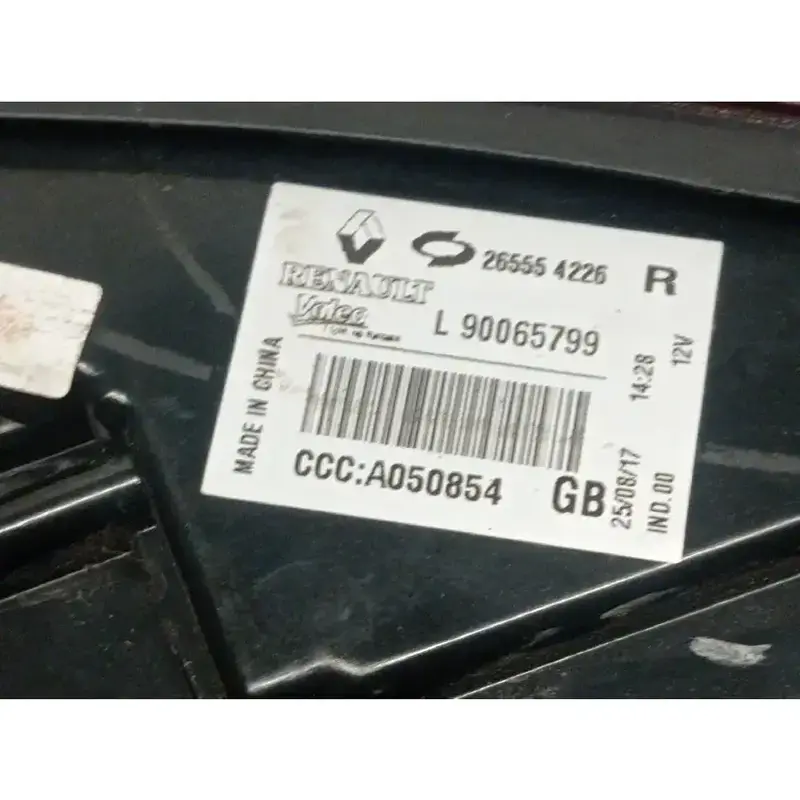 26555 4226 R
RENAULT
Valeo
L 90065799
MADE IN CHINA
14:28 12V
CCC:A050854 GB
25/08/17
IND.00